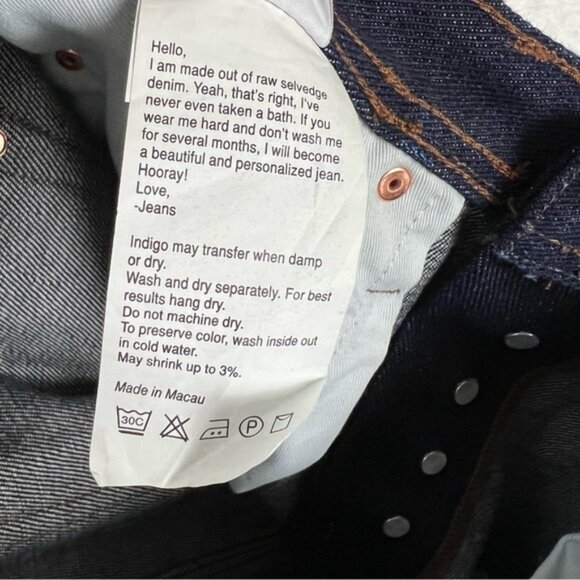 Hello,
I am made out of raw selvedge
denim. Yeah, that's right, I've
never even taken a bath. If you
wear me hard and don't wash me
for several months, I will become
a beautiful and personalized jean.
Hooray!
Love,
-Jeans
Indigo may transfer when damp
or dry.
Wash and dry separately. For best
results hang dry.
Do not machine dry.
To preserve color, wash inside out
in cold water.
May shrink up to 3%.
Made in Macau
30C P